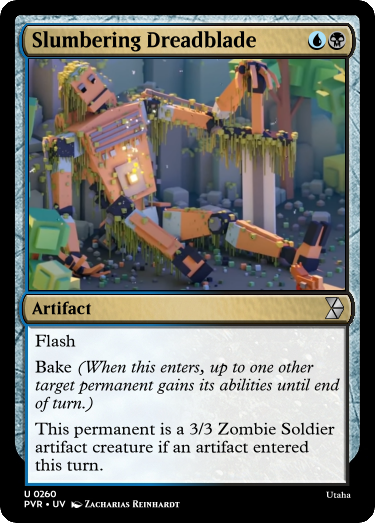 Slumbering Dreadblade
Artifact
Flash
Bake (When this enters, up to one other
target permanent gains its abilities until end
of turn.)
This permanent is a 3/3 Zombie Soldier
artifact creature if an artifact entered
this turn.
U 0260
Utaha
PVR • UV Zacharias Reinhardt